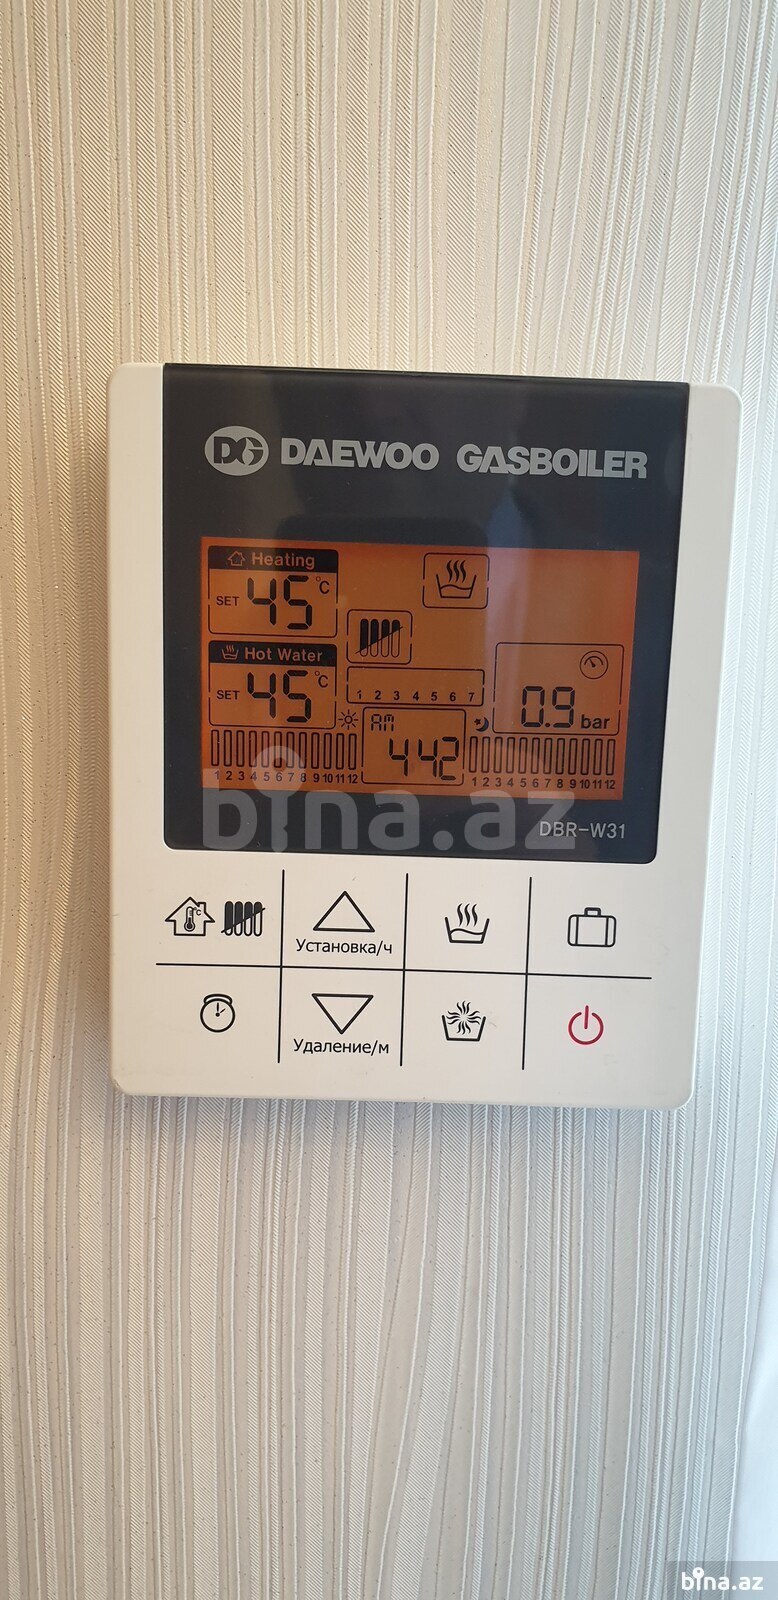 DG DAEWOO GASBOILER
Heating
SET 45 °C
Hot Water
SET 45 °C
1 2 3 4 5 6 7
0.9 bar
AM
4 42
1 2 3 4 5 6 7 8 9 10 11 12
1 2 3 4 5 6 7 8 9 10 11 12
bina.az
DBR-W31
°C
Установка/ч
Удаление/м
bina.az